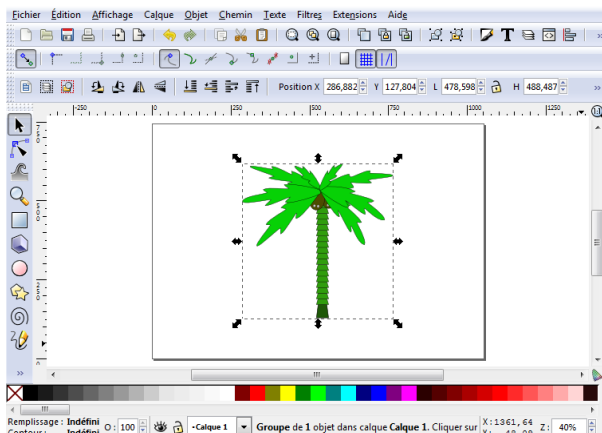 Fichier Édition Affichage Calque Objet Chemin Texte Filtres Extensions Aide
Position X 286,882 Y 127,804 L 478,598 H 488,487
-250 0 250 500 750 1000 1250
Remplissage : Indéfini O: 100 -Calque 1 Groupe de 1 objet dans calque Calque 1. Cliquer sur X:1361,64 Z: 40%
Contour : Indéfini